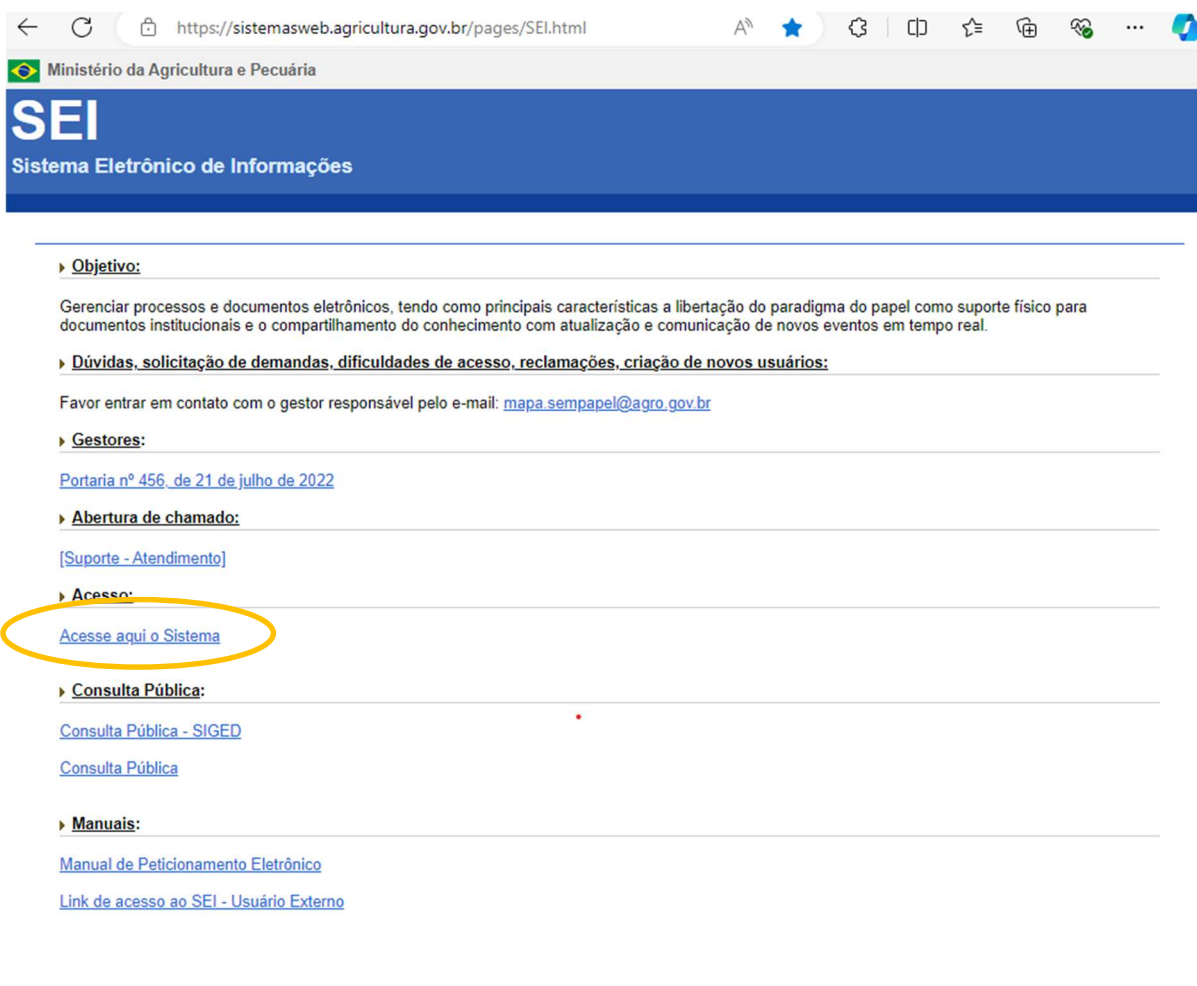 https://sistemasweb.agricultura.gov.br/pages/SEI.html
Ministério da Agricultura e Pecuária
SEI
Sistema Eletrônico de Informações
Objetivo:
Gerenciar processos e documentos eletrônicos, tendo como principais características a libertação do paradigma do papel como suporte físico para
documentos institucionais e o compartilhamento do conhecimento com atualização e comunicação de novos eventos em tempo real.
Dúvidas, solicitação de demandas, dificuldades de acesso, reclamações, criação de novos usuários:
Favor entrar em contato com o gestor responsável pelo e-mail: mapa.sempapel@agro.gov.br
Gestores:
Portaria nº 456, de 21 de julho de 2022
Abertura de chamado:
[Suporte - Atendimento]
Acesso:
Acesse aqui o Sistema
Consulta Pública:
Consulta Pública - SIGED
Consulta Pública
Manuais:
Manual de Peticionamento Eletrônico
Link de acesso ao SEI - Usuário Externo